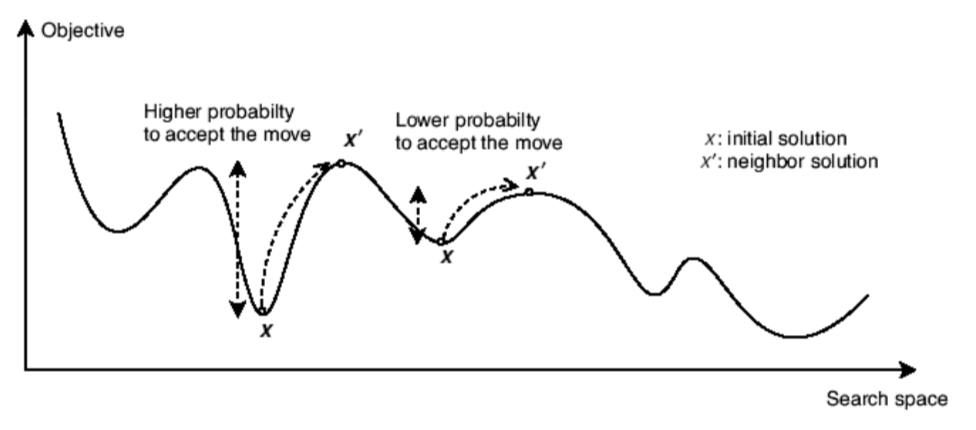 Objective
Higher probabilty
to accept the move
x′
Lower probabilty
to accept the move
x′
x: initial solution
x′: neighbor solution
x
x
Search space